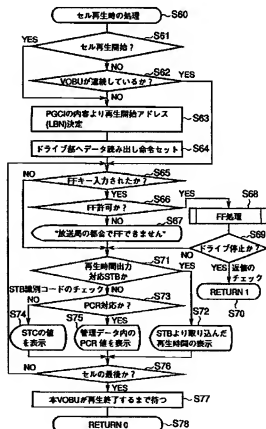 セル再生時の処理
S60
YES
S61
セル再生開始?
NO
S62
VOBUが連続しているか?
YES
NO
PGCIの内容より再生開始アドレス
(LBN)決定
S63
ドライブ部へデータ読み出し命令セット
S64
NO
S65
FFキー入力されたか?
YES
S66
YES
S68
FF許可か?
FF処理
NO
S67
"放送局の都合でFFできません"
S69
NO
ドライブ停止か?
YES
返値の
チェック
S71
再生時間出力
対応STBか
YES
RETURN 1
S70
STB識別コードのチェック
NO
S73
S74
NO
PCR対応か?
S75
YES
S72
STCの値
を表示
管理データ内の
PCR 値を表示
STBより取り込んだ
再生時間の表示
NO
S76
セルの最後か?
YES
S77
本VOBUが再生終了するまで待つ
RETURN 0
S78